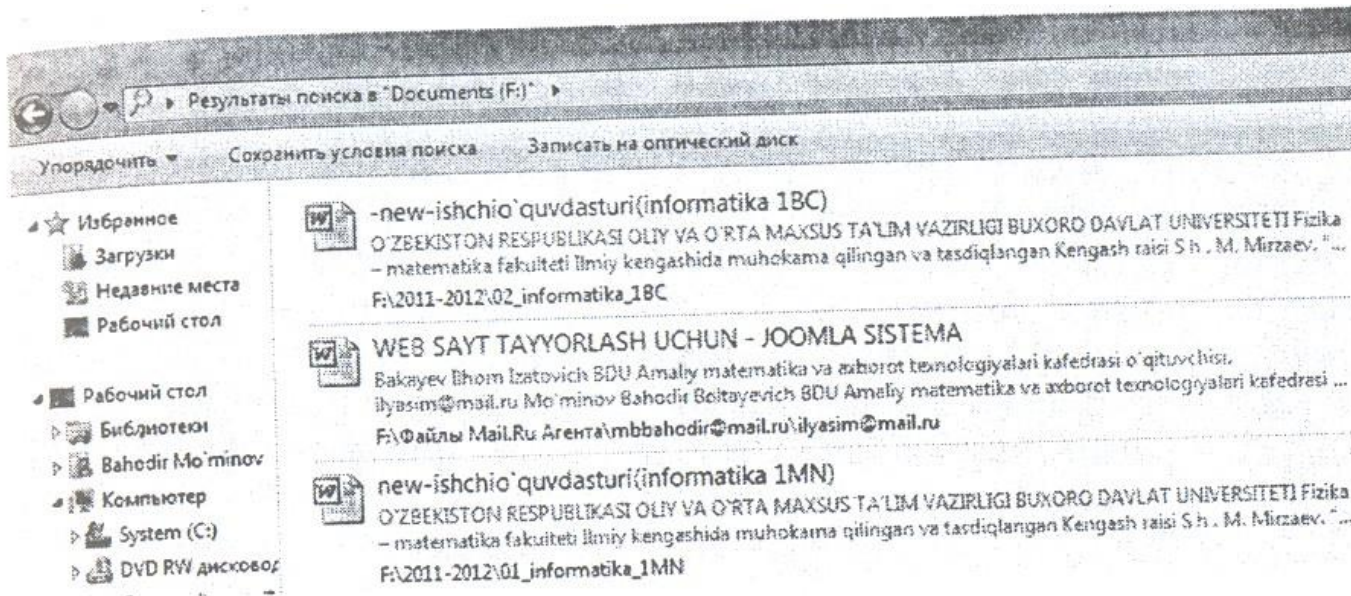 Результаты поиска в "Documents (F:)"
Упорядочить Сохранить условия поиска Записать на оптический диск
Избранное
Загрузки
Недавние места
Рабочий стол
Рабочий стол
Библиотеки
Bahodir Mo`minov
Компьютер
System (C:)
DVD RW дисковод
-new-ishchio`quvdasturi(informatika 1BC)
O'ZBEKISTON RESPUBLIKASI OLIY VA O'RTA MAXSUS TA'LIM VAZIRLIGI BUXORO DAVLAT UNIVERSITETI Fizika
– matematika fakulteti Ilmiy kengashida muhokama qilingan va tasdiqlangan Kengash raisi S h . M. Mirzaev. "...
F:\2011-2012\02_informatika_1BC
WEB SAYT TAYYORLASH UCHUN - JOOMLA SISTEMA
Bakayev Ilhom Izatovich BDU Amaliy matematika va axborot texnologiyalari kafedrasi o`qituvchisi.
ilyasim@mail.ru Mo`minov Bahodir Boltayevich BDU Amaliy matematika va axborot texnologiyalari kafedrasi ...
F:\Файлы Mail.Ru Агента\mbbahodir@mail.ru\ilyasim@mail.ru
new-ishchio`quvdasturi(informatika 1MN)
O'ZBEKISTON RESPUBLIKASI OLIY VA O'RTA MAXSUS TA'LIM VAZIRLIGI BUXORO DAVLAT UNIVERSITETI Fizika
– matematika fakulteti Ilmiy kengashida muhokama qilingan va tasdiqlangan Kengash raisi S h . M. Mirzaev. "...
F:\2011-2012\01_informatika_1MN